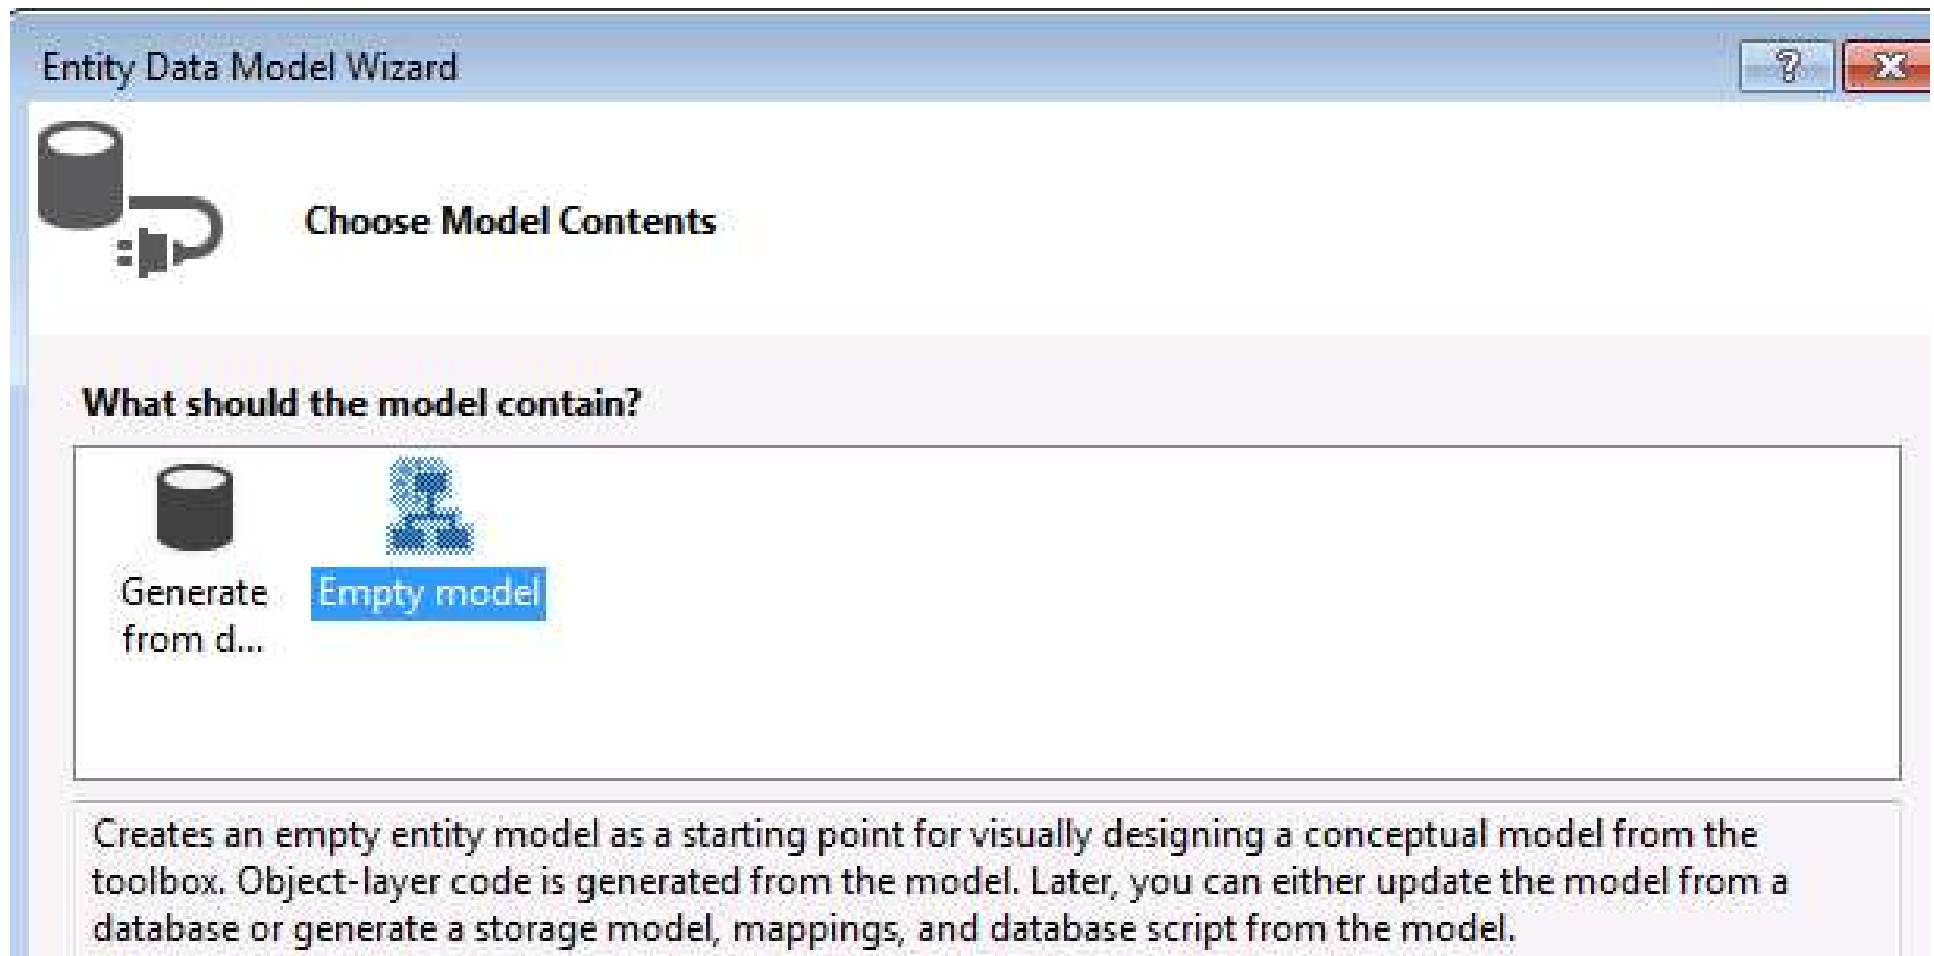 Entity Data Model Wizard
Choose Model Contents
What should the model contain?
Generate
from d...
Empty model
Creates an empty entity model as a starting point for visually designing a conceptual model from the
toolbox. Object-layer code is generated from the model. Later, you can either update the model from a
database or generate a storage model, mappings, and database script from the model.